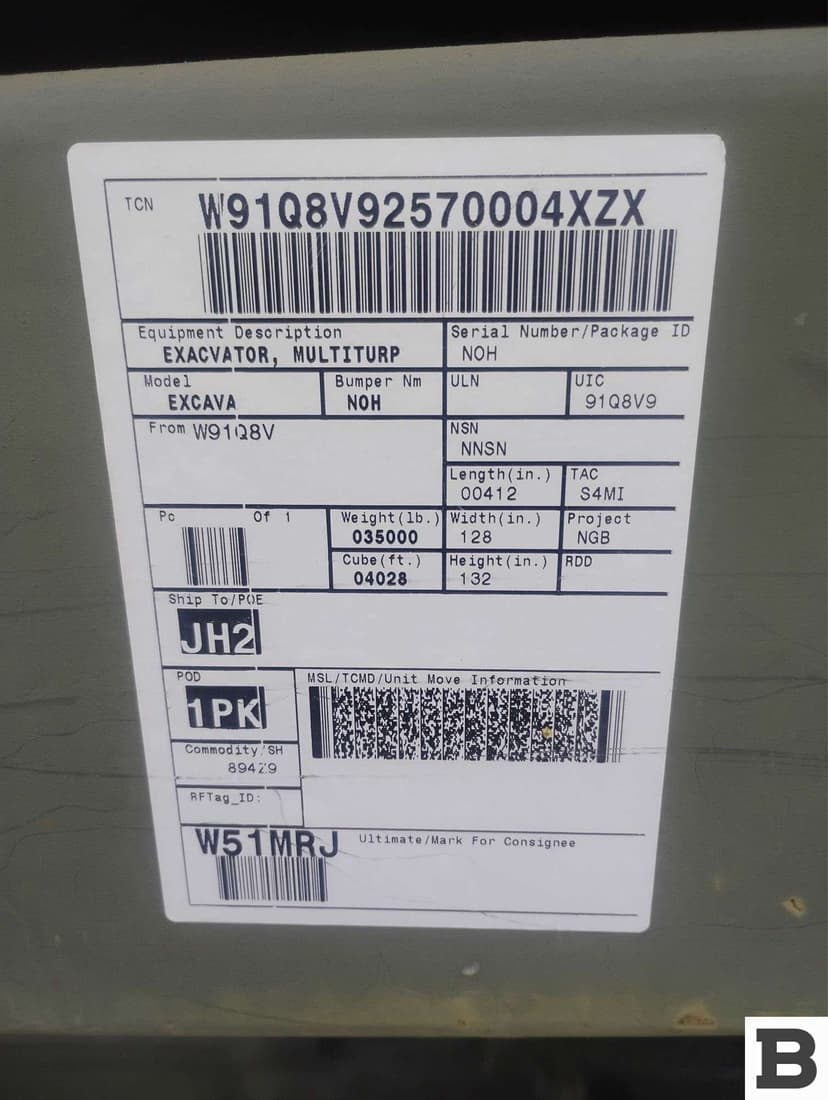 TCN W91Q8V92570004XZX
Equipment Description
EXACVATOR, MULTITURP
Serial Number/Package ID
NOH
Model
EXCAVA
Bumper Nm
NOH
ULN
UIC
91Q8V9
From W91Q8V
NSN
NNSN
Length(in.)
00412
TAC
S4MI
Pc Of 1
Weight(lb.)
035000
Width(in.)
128
Project
NGB
Cube(ft.)
04028
Height(in.)
132
RDD
Ship To/POE
JH2
POD
1PK
MSL/TCMD/Unit Move Information
Commodity/SH
89429
RFTag_ID:
W51MRJ Ultimate/Mark For Consignee
B